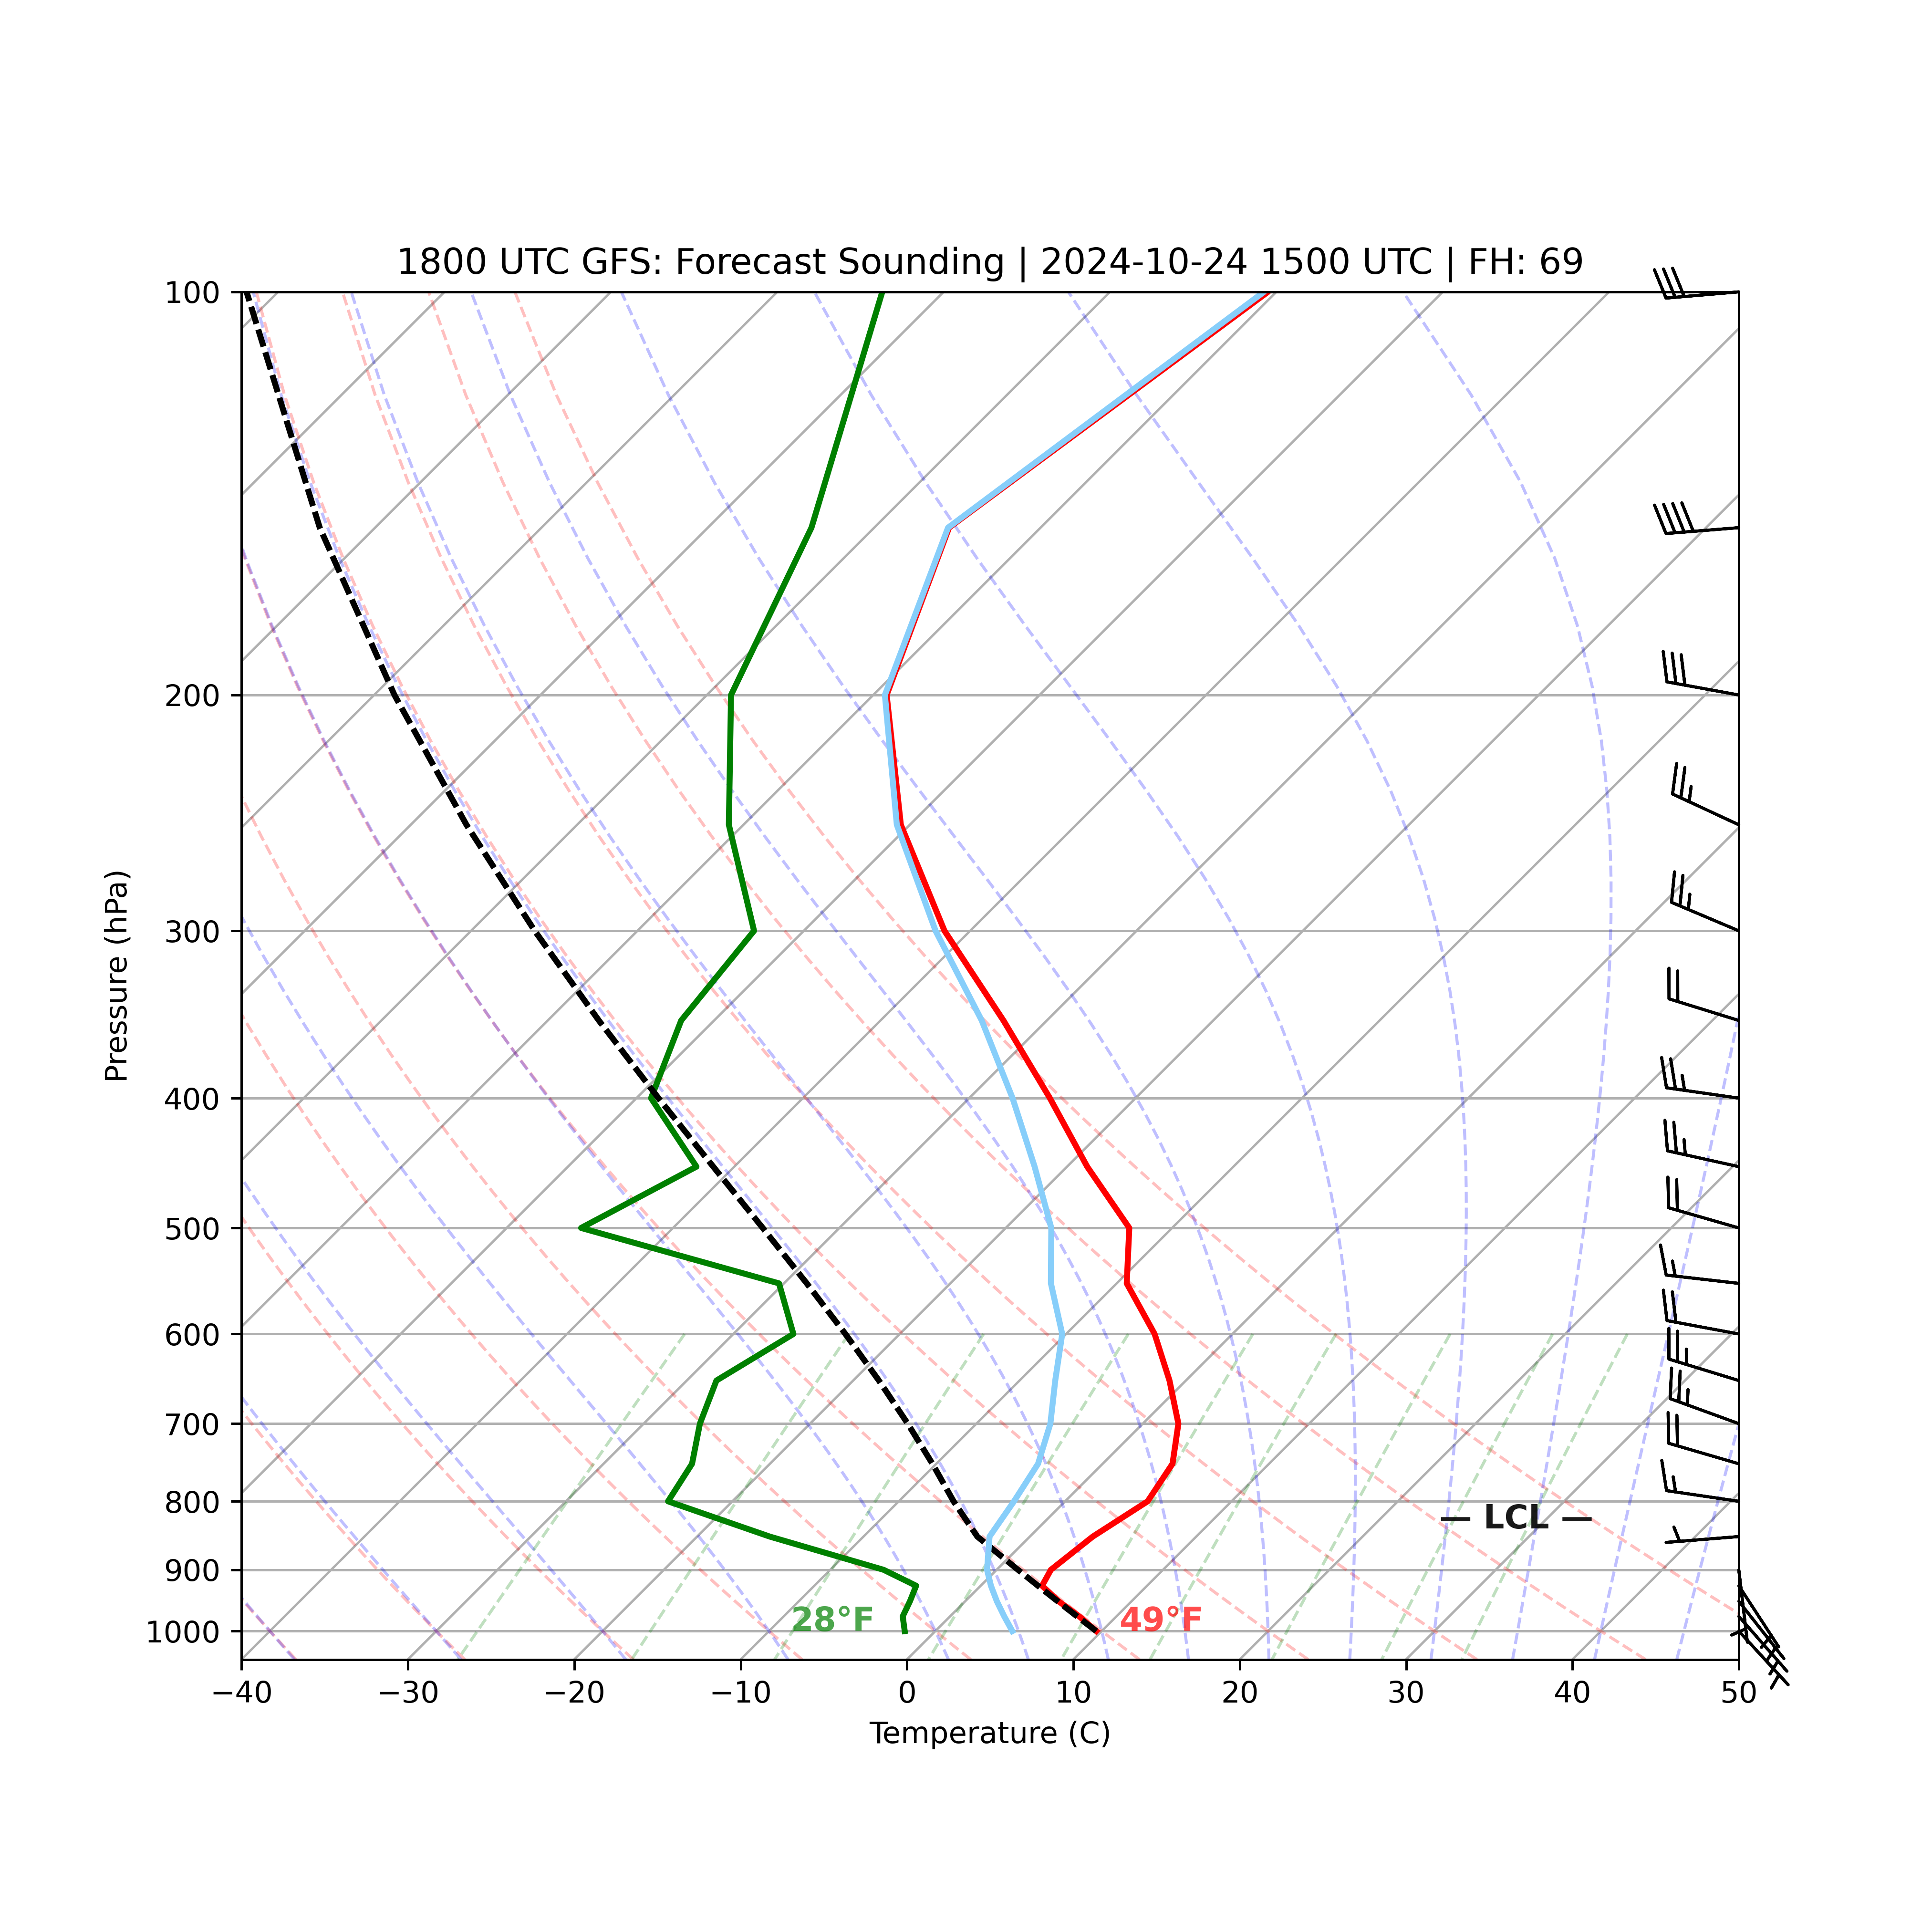 1800 UTC GFS: Forecast Sounding | 2024-10-24 1500 UTC | FH: 69
100
200
300
400
500
600
700
800
900
1000
Pressure (hPa)
— LCL —
28°F
49°F
−40 −30 −20 −10 0 10 20 30 40 50
Temperature (C)